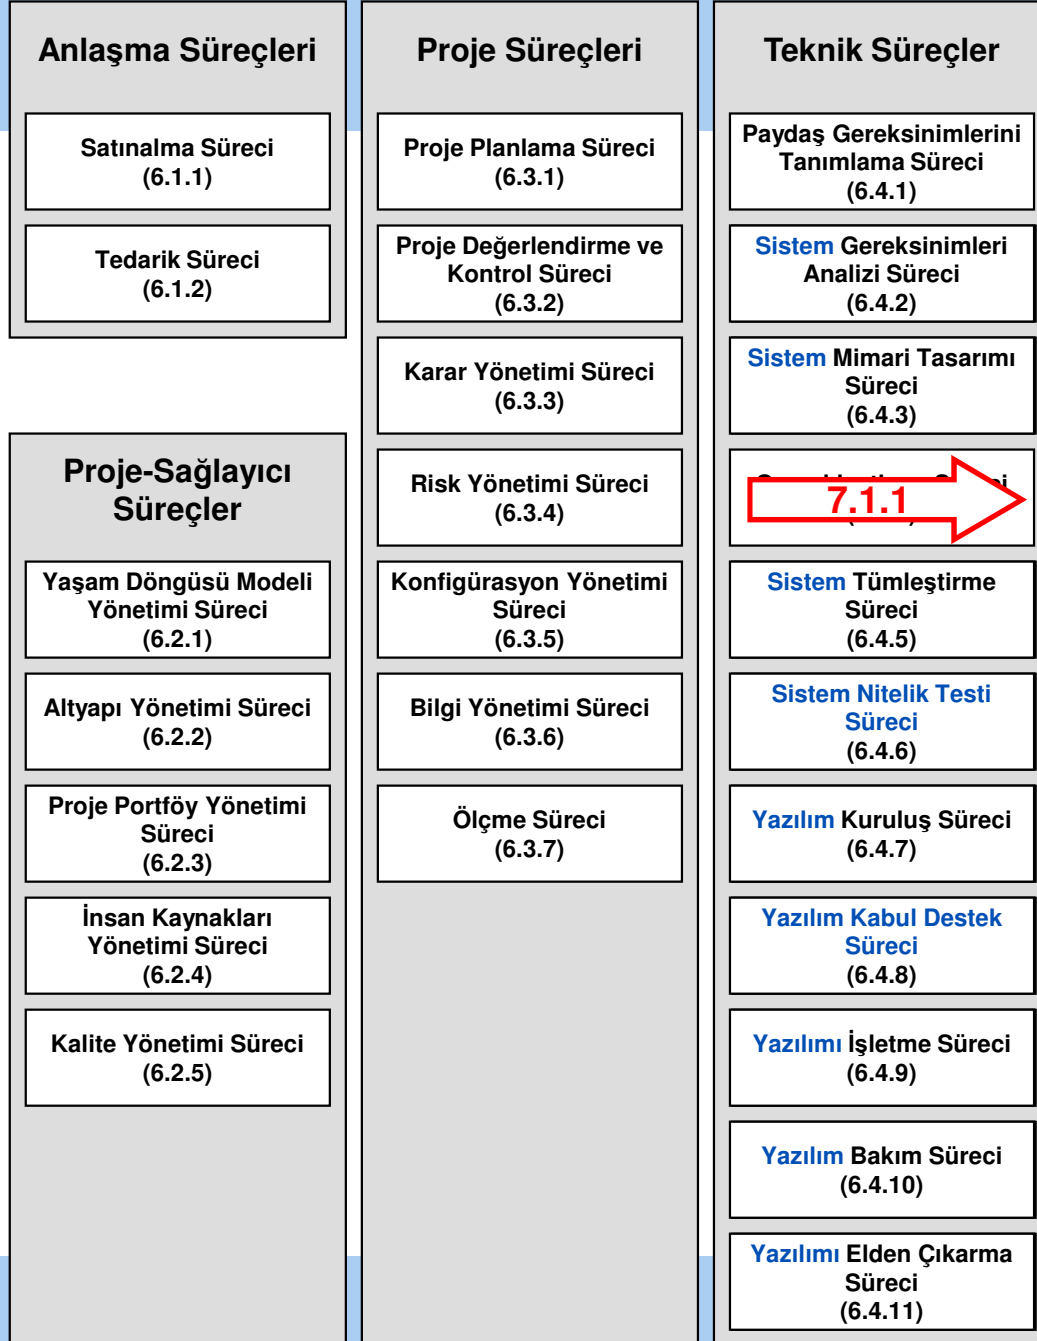 Anlaşma Süreçleri
Satınalma Süreci
(6.1.1)
Tedarik Süreci
(6.1.2)
Proje-Sağlayıcı
Süreçler
Yaşam Döngüsü Modeli
Yönetimi Süreci
(6.2.1)
Altyapı Yönetimi Süreci
(6.2.2)
Proje Portföy Yönetimi
Süreci
(6.2.3)
İnsan Kaynakları
Yönetimi Süreci
(6.2.4)
Kalite Yönetimi Süreci
(6.2.5)
Proje Süreçleri
Proje Planlama Süreci
(6.3.1)
Proje Değerlendirme ve
Kontrol Süreci
(6.3.2)
Karar Yönetimi Süreci
(6.3.3)
Risk Yönetimi Süreci
(6.3.4)
Konfigürasyon Yönetimi
Süreci
(6.3.5)
Bilgi Yönetimi Süreci
(6.3.6)
Ölçme Süreci
(6.3.7)
Teknik Süreçler
Paydaş Gereksinimlerini
Tanımlama Süreci
(6.4.1)
Sistem Gereksinimleri
Analizi Süreci
(6.4.2)
Sistem Mimari Tasarımı
Süreci
(6.4.3)
7.1.1
Sistem Tümleştirme
Süreci
(6.4.5)
Sistem Nitelik Testi
Süreci
(6.4.6)
Yazılım Kuruluş Süreci
(6.4.7)
Yazılım Kabul Destek
Süreci
(6.4.8)
Yazılımı İşletme Süreci
(6.4.9)
Yazılım Bakım Süreci
(6.4.10)
Yazılımı Elden Çıkarma
Süreci
(6.4.11)